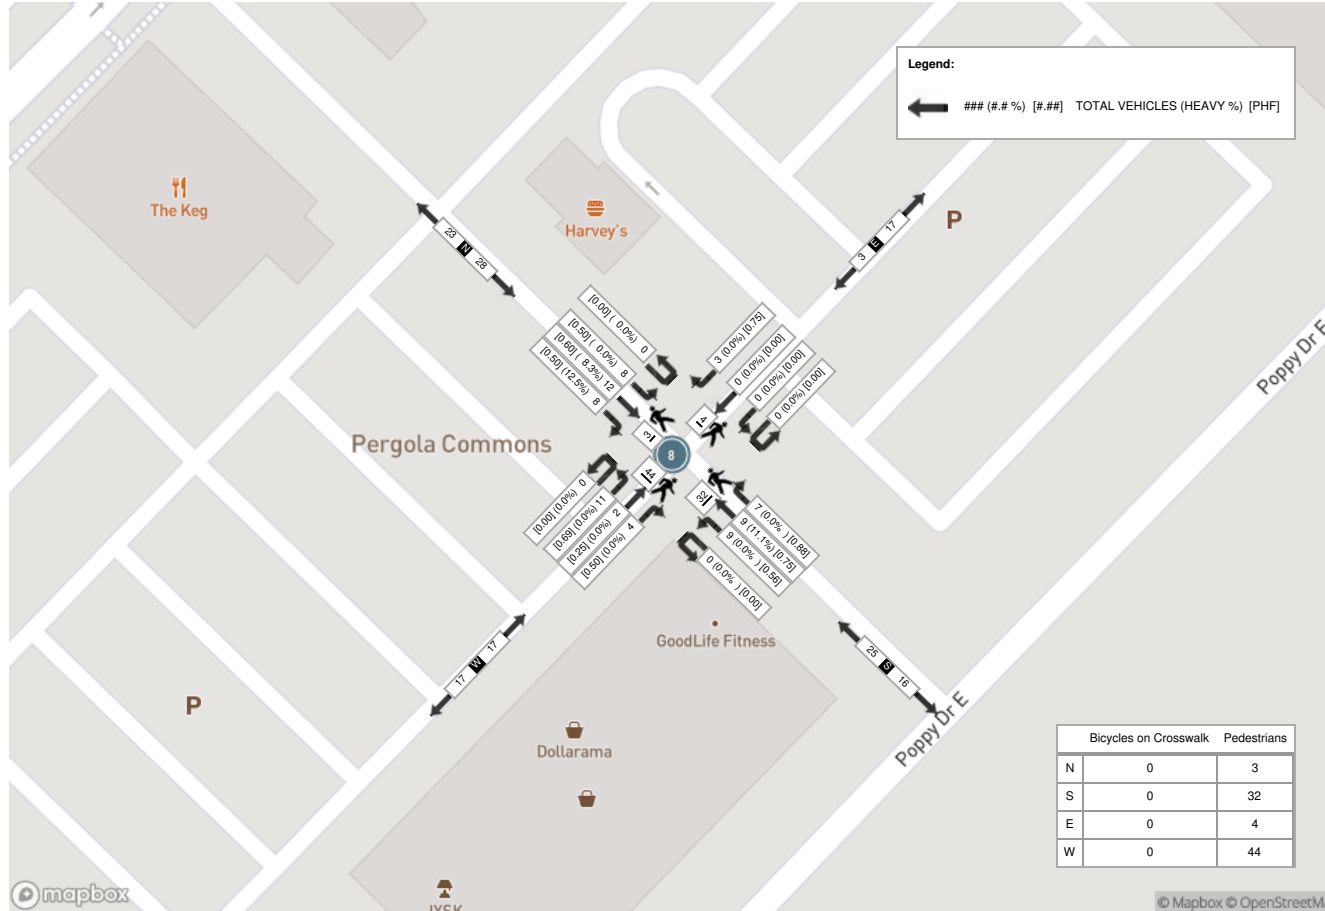 Legend:
### (#.# %) [#.##] TOTAL VEHICLES (HEAVY %) [PHF]
The Keg
Harvey's
P
23 N 28
3 E 17
Poppy Dr E
[0.00] ( 0.0%) 0
[0.50] ( 0.0%) 8
[0.60] ( 8.3%) 12
[0.50] (12.5%) 8
3 (0.0%) [0.75]
0 (0.0%) [0.00]
0 (0.0%) [0.00]
0 (0.0%) [0.00]
Pergola Commons
3
4
8
44
32
[0.00] (0.0%) 0
[0.69] (0.0%) 11
[0.25] (0.0%) 2
[0.50] (0.0%) 4
7 (0.0% ) [0.88]
9 (11.1%) [0.75]
9 (0.0% ) [0.56]
0 (0.0% ) [0.00]
GoodLife Fitness
17 W 17
25 S 16
P
Dollarama
Poppy Dr E
Bicycles on Crosswalk Pedestrians
N 0 3
S 0 32
E 0 4
W 0 44
JYSK
mapbox
© Mapbox © OpenStreetM